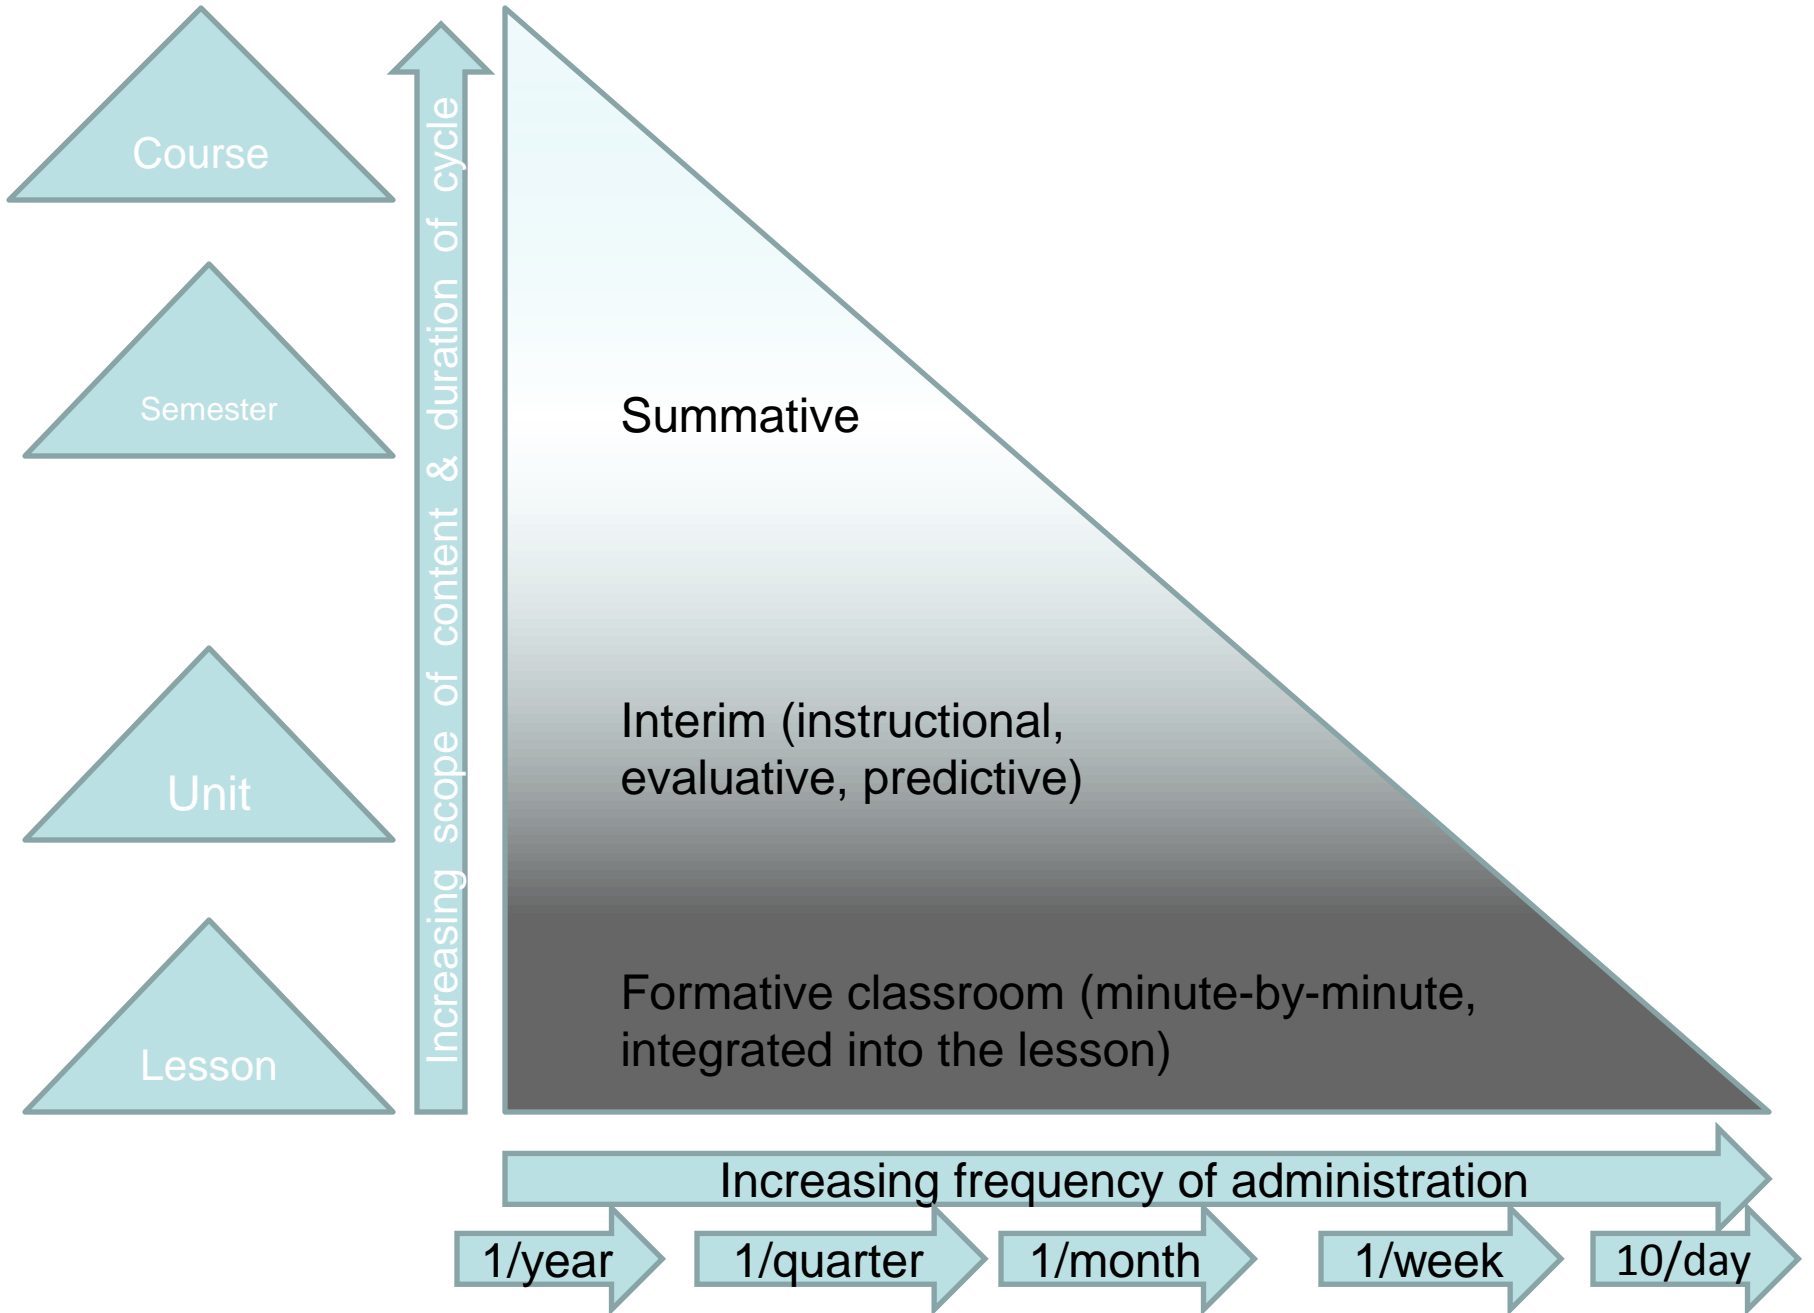 Course
Semester
Unit
Lesson
Increasing scope of content & duration of cycle
Summative
Interim (instructional,
evaluative, predictive)
Formative classroom (minute-by-minute,
integrated into the lesson)
Increasing frequency of administration
1/year
1/quarter
1/month
1/week
10/day